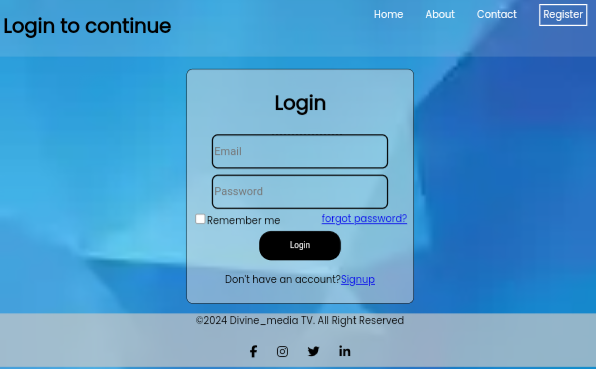 Login to continue
Home About Contact Register
Login
Email
Password
Remember me forgot password?
Login
Don't have an account?Signup
©2024 Divine_media TV. All Right Reserved